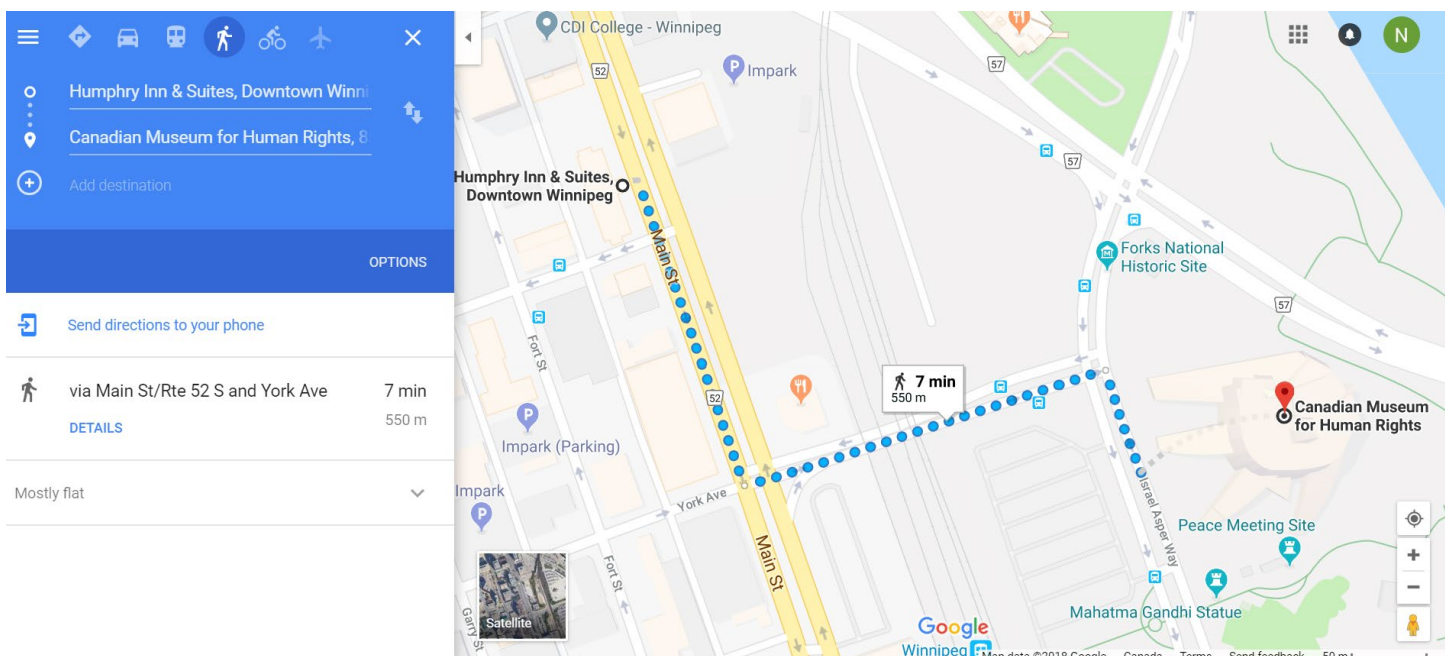 Humphry Inn & Suites, Downtown Winni
Canadian Museum for Human Rights, 8
Add destination
OPTIONS
Send directions to your phone
via Main St/Rte 52 S and York Ave
7 min
550 m
DETAILS
Mostly flat
CDI College - Winnipeg
Impark
52
57
N
57
Humphry Inn & Suites,
Downtown Winnipeg
Main St
Forks National
Historic Site
57
Fort St
7 min
550 m
52
Canadian Museum
for Human Rights
Impark (Parking)
Impark
York Ave
Israel Asper Way
Peace Meeting Site
Main St
Fort St
Garry St
Mahatma Gandhi Statue
Satellite
Google
Winnipeg
Map data ©2018 Google
Canada
Terms
Send feedback
50 m